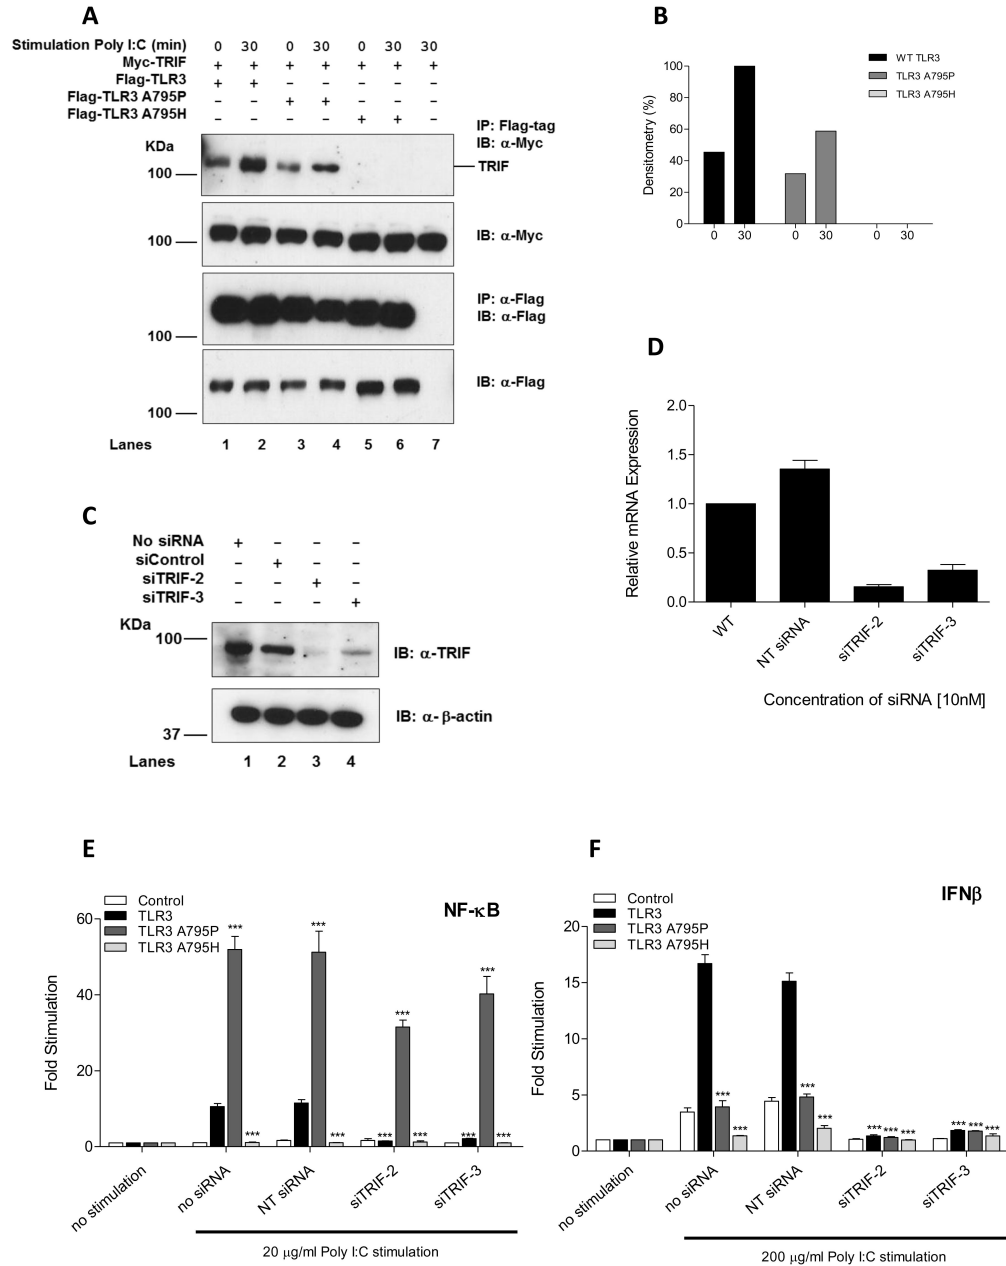 A
Stimulation Poly I:C (min) 0 30 0 30 0 30 30
Myc-TRIF + + + + + + +
Flag-TLR3 + + – – – – –
Flag-TLR3 A795P – – + + – – –
Flag-TLR3 A795H – – – – + + –
KDa
100
IP: Flag-tag
IB: α-Myc
TRIF
100
IB: α-Myc
IP: α-Flag
IB: α-Flag
100
IB: α-Flag
100
Lanes 1 2 3 4 5 6 7
B
Densitometry (%)
100
80
60
40
20
0
0 30 0 30 0 30
WT TLR3
TLR3 A795P
TLR3 A795H
C
No siRNA + – – –
siControl – + – –
siTRIF-2 – – + –
siTRIF-3 – – – +
KDa
100
IB: α-TRIF
IB: α-β-actin
37
Lanes 1 2 3 4
D
Relative mRNA Expression
2.0
1.5
1.0
0.5
0.0
WT NT siRNA siTRIF-2 siTRIF-3
Concentration of siRNA [10nM]
E
Control
TLR3
TLR3 A795P
TLR3 A795H
NF-κB
Fold Stimulation
60
40
20
0
*** *** *** ***
*** *** *** *** *** ***
no stimulation no siRNA NT siRNA siTRIF-2 siTRIF-3
20 μg/ml Poly I:C stimulation
F
Control
TLR3
TLR3 A795P
TLR3 A795H
IFNβ
Fold Stimulation
20
15
10
5
0
*** *** *** *** *** *** *** *** *** ***
no stimulation no siRNA NT siRNA siTRIF-2 siTRIF-3
200 μg/ml Poly I:C stimulation